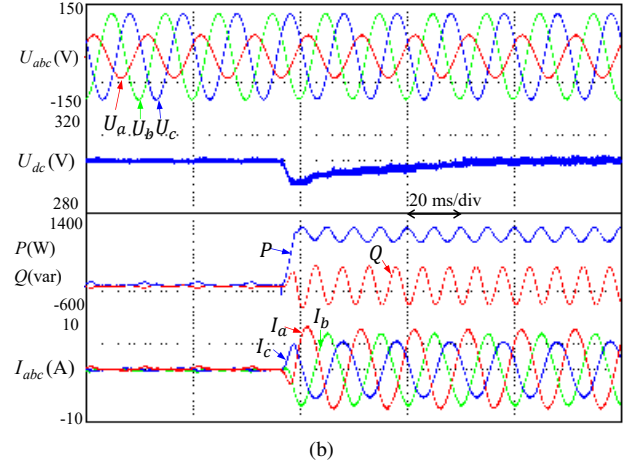 150
U_abc(V)
-150
U_a U_b U_c
320
U_dc(V)
280
20 ms/div
1400
P(W)
P
Q
Q(var)
-600
10
I_a I_b
I_c
I_abc(A)
-10
(b)